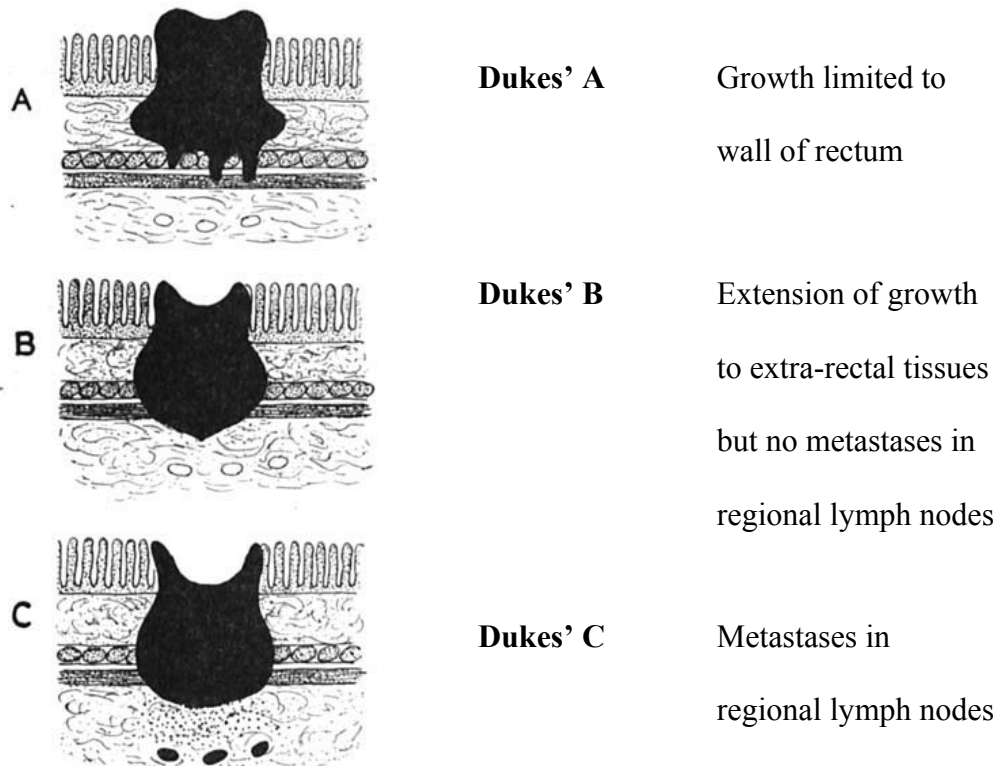 A
Dukes’ A Growth limited to
wall of rectum
B
Dukes’ B Extension of growth
to extra-rectal tissues
but no metastases in
regional lymph nodes
C
Dukes’ C Metastases in
regional lymph nodes